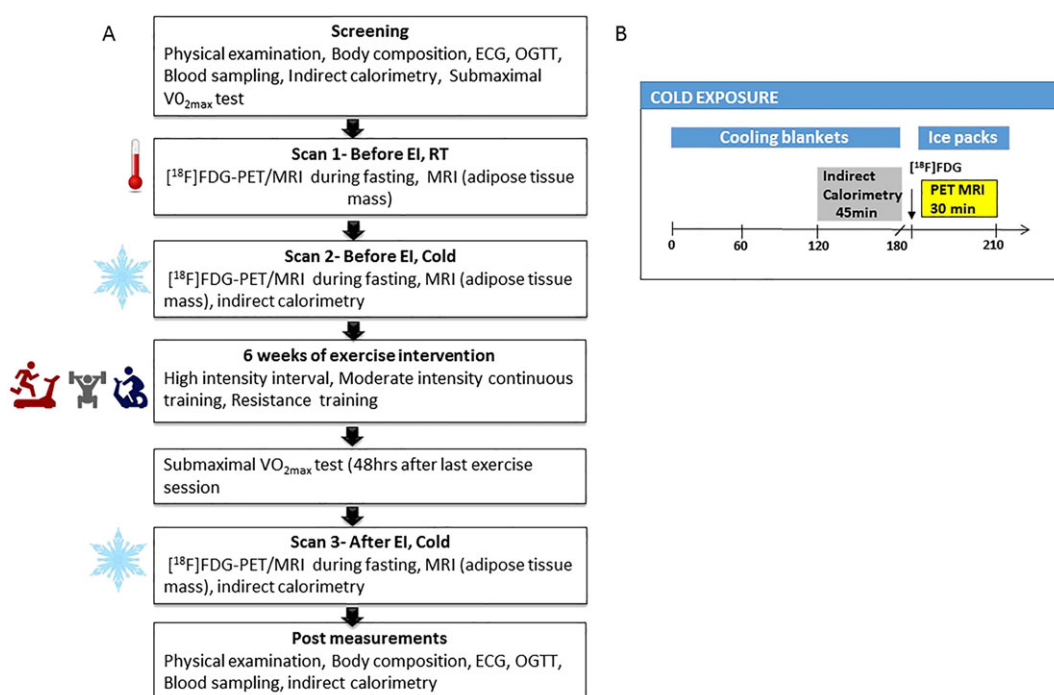 A
Screening
Physical examination, Body composition, ECG, OGTT,
Blood sampling, Indirect calorimetry, Submaximal
V0₂max test
Scan 1- Before EI, RT
[¹⁸F]FDG-PET/MRI during fasting, MRI (adipose tissue
mass)
Scan 2- Before EI, Cold
[¹⁸F]FDG-PET/MRI during fasting, MRI (adipose tissue
mass), indirect calorimetry
6 weeks of exercise intervention
High intensity interval, Moderate intensity continuous
training, Resistance training
Submaximal VO₂max test (48hrs after last exercise
session
Scan 3- After EI, Cold
[¹⁸F]FDG-PET/MRI during fasting, MRI (adipose tissue
mass), indirect calorimetry
Post measurements
Physical examination, Body composition, ECG, OGTT,
Blood sampling, indirect calorimetry
B
COLD EXPOSURE
Cooling blankets
Ice packs
[¹⁸F]FDG
Indirect
Calorimetry
45min
PET MRI
30 min
0 60 120 180 210